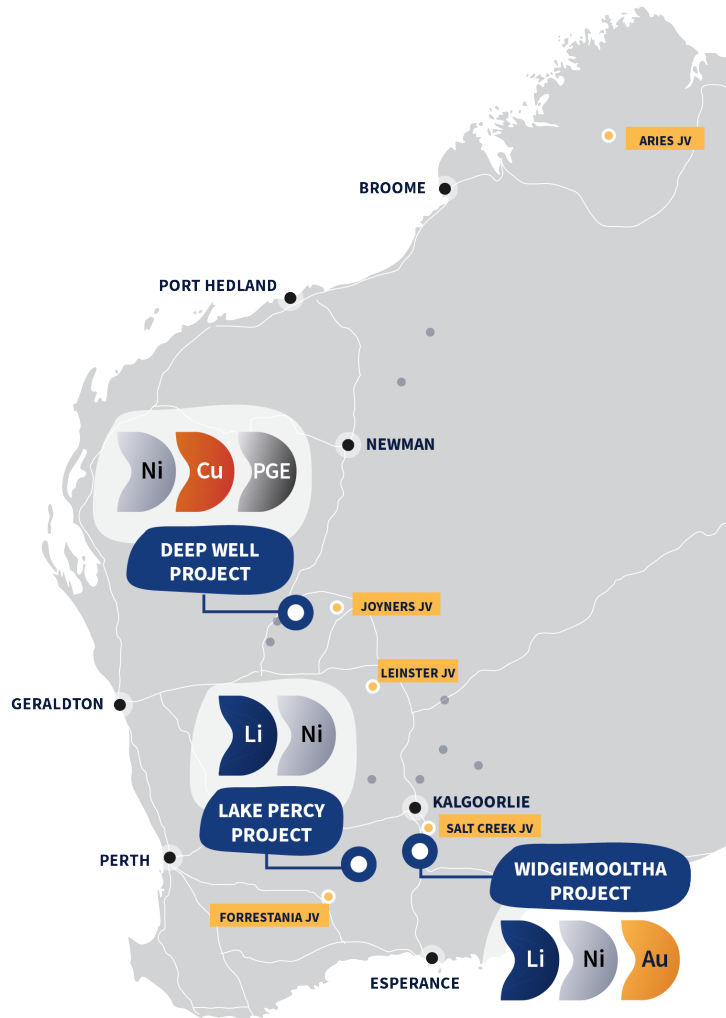 ARIES JV
BROOME
PORT HEDLAND
NEWMAN
Ni
Cu
PGE
DEEP WELL
PROJECT
JOYNERS JV
LEINSTER JV
GERALDTON
Li
Ni
KALGOORLIE
LAKE PERCY
PROJECT
SALT CREEK JV
PERTH
WIDGIEMOOLTHA
PROJECT
FORRESTANIA JV
Li
Ni
Au
ESPERANCE